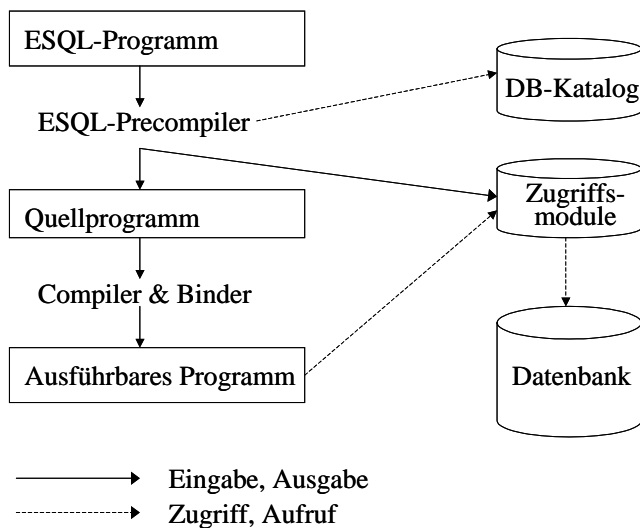 ESQL-Programm
DB-Katalog
ESQL-Precompiler
Zugriffs-
module
Quellprogramm
Compiler & Binder
Ausführbares Programm
Datenbank
Eingabe, Ausgabe
Zugriff, Aufruf